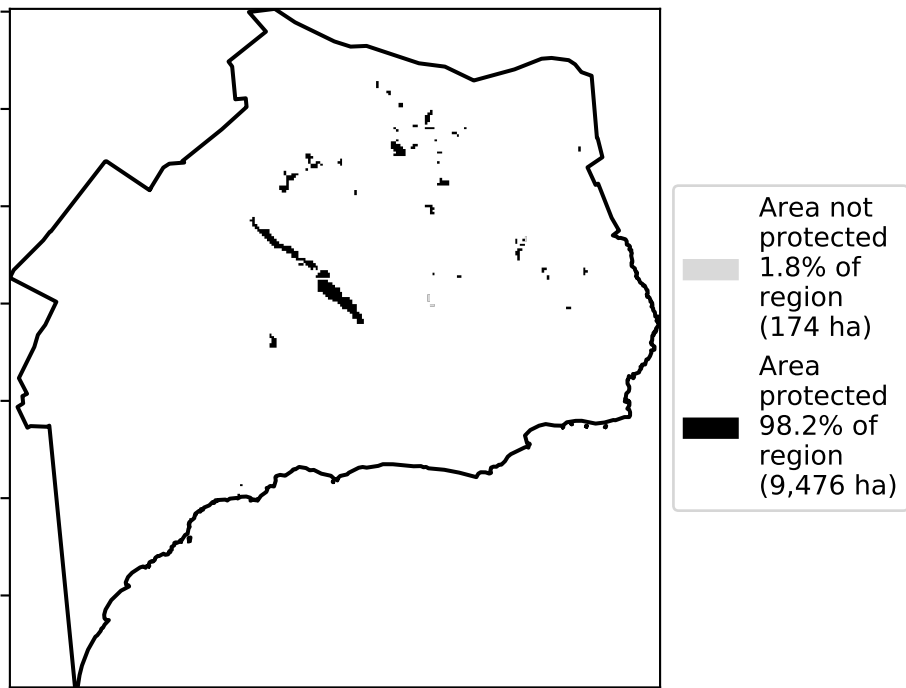 Area not
protected
1.8% of
region
(174 ha)
Area
protected
98.2% of
region
(9,476 ha)